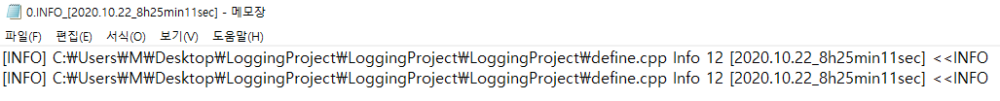 0.INFO_[2020.10.22_8h25min11sec] - 메모장
파일(F) 편집(E) 서식(O) 보기(V) 도움말(H)
[INFO] C:₩Users₩M₩Desktop₩LoggingProject₩LoggingProject₩LoggingProject₩define.cpp Info 12 [2020.10.22_8h25min11sec] <<INFO
[INFO] C:₩Users₩M₩Desktop₩LoggingProject₩LoggingProject₩LoggingProject₩define.cpp Info 12 [2020.10.22_8h25min11sec] <<INFO